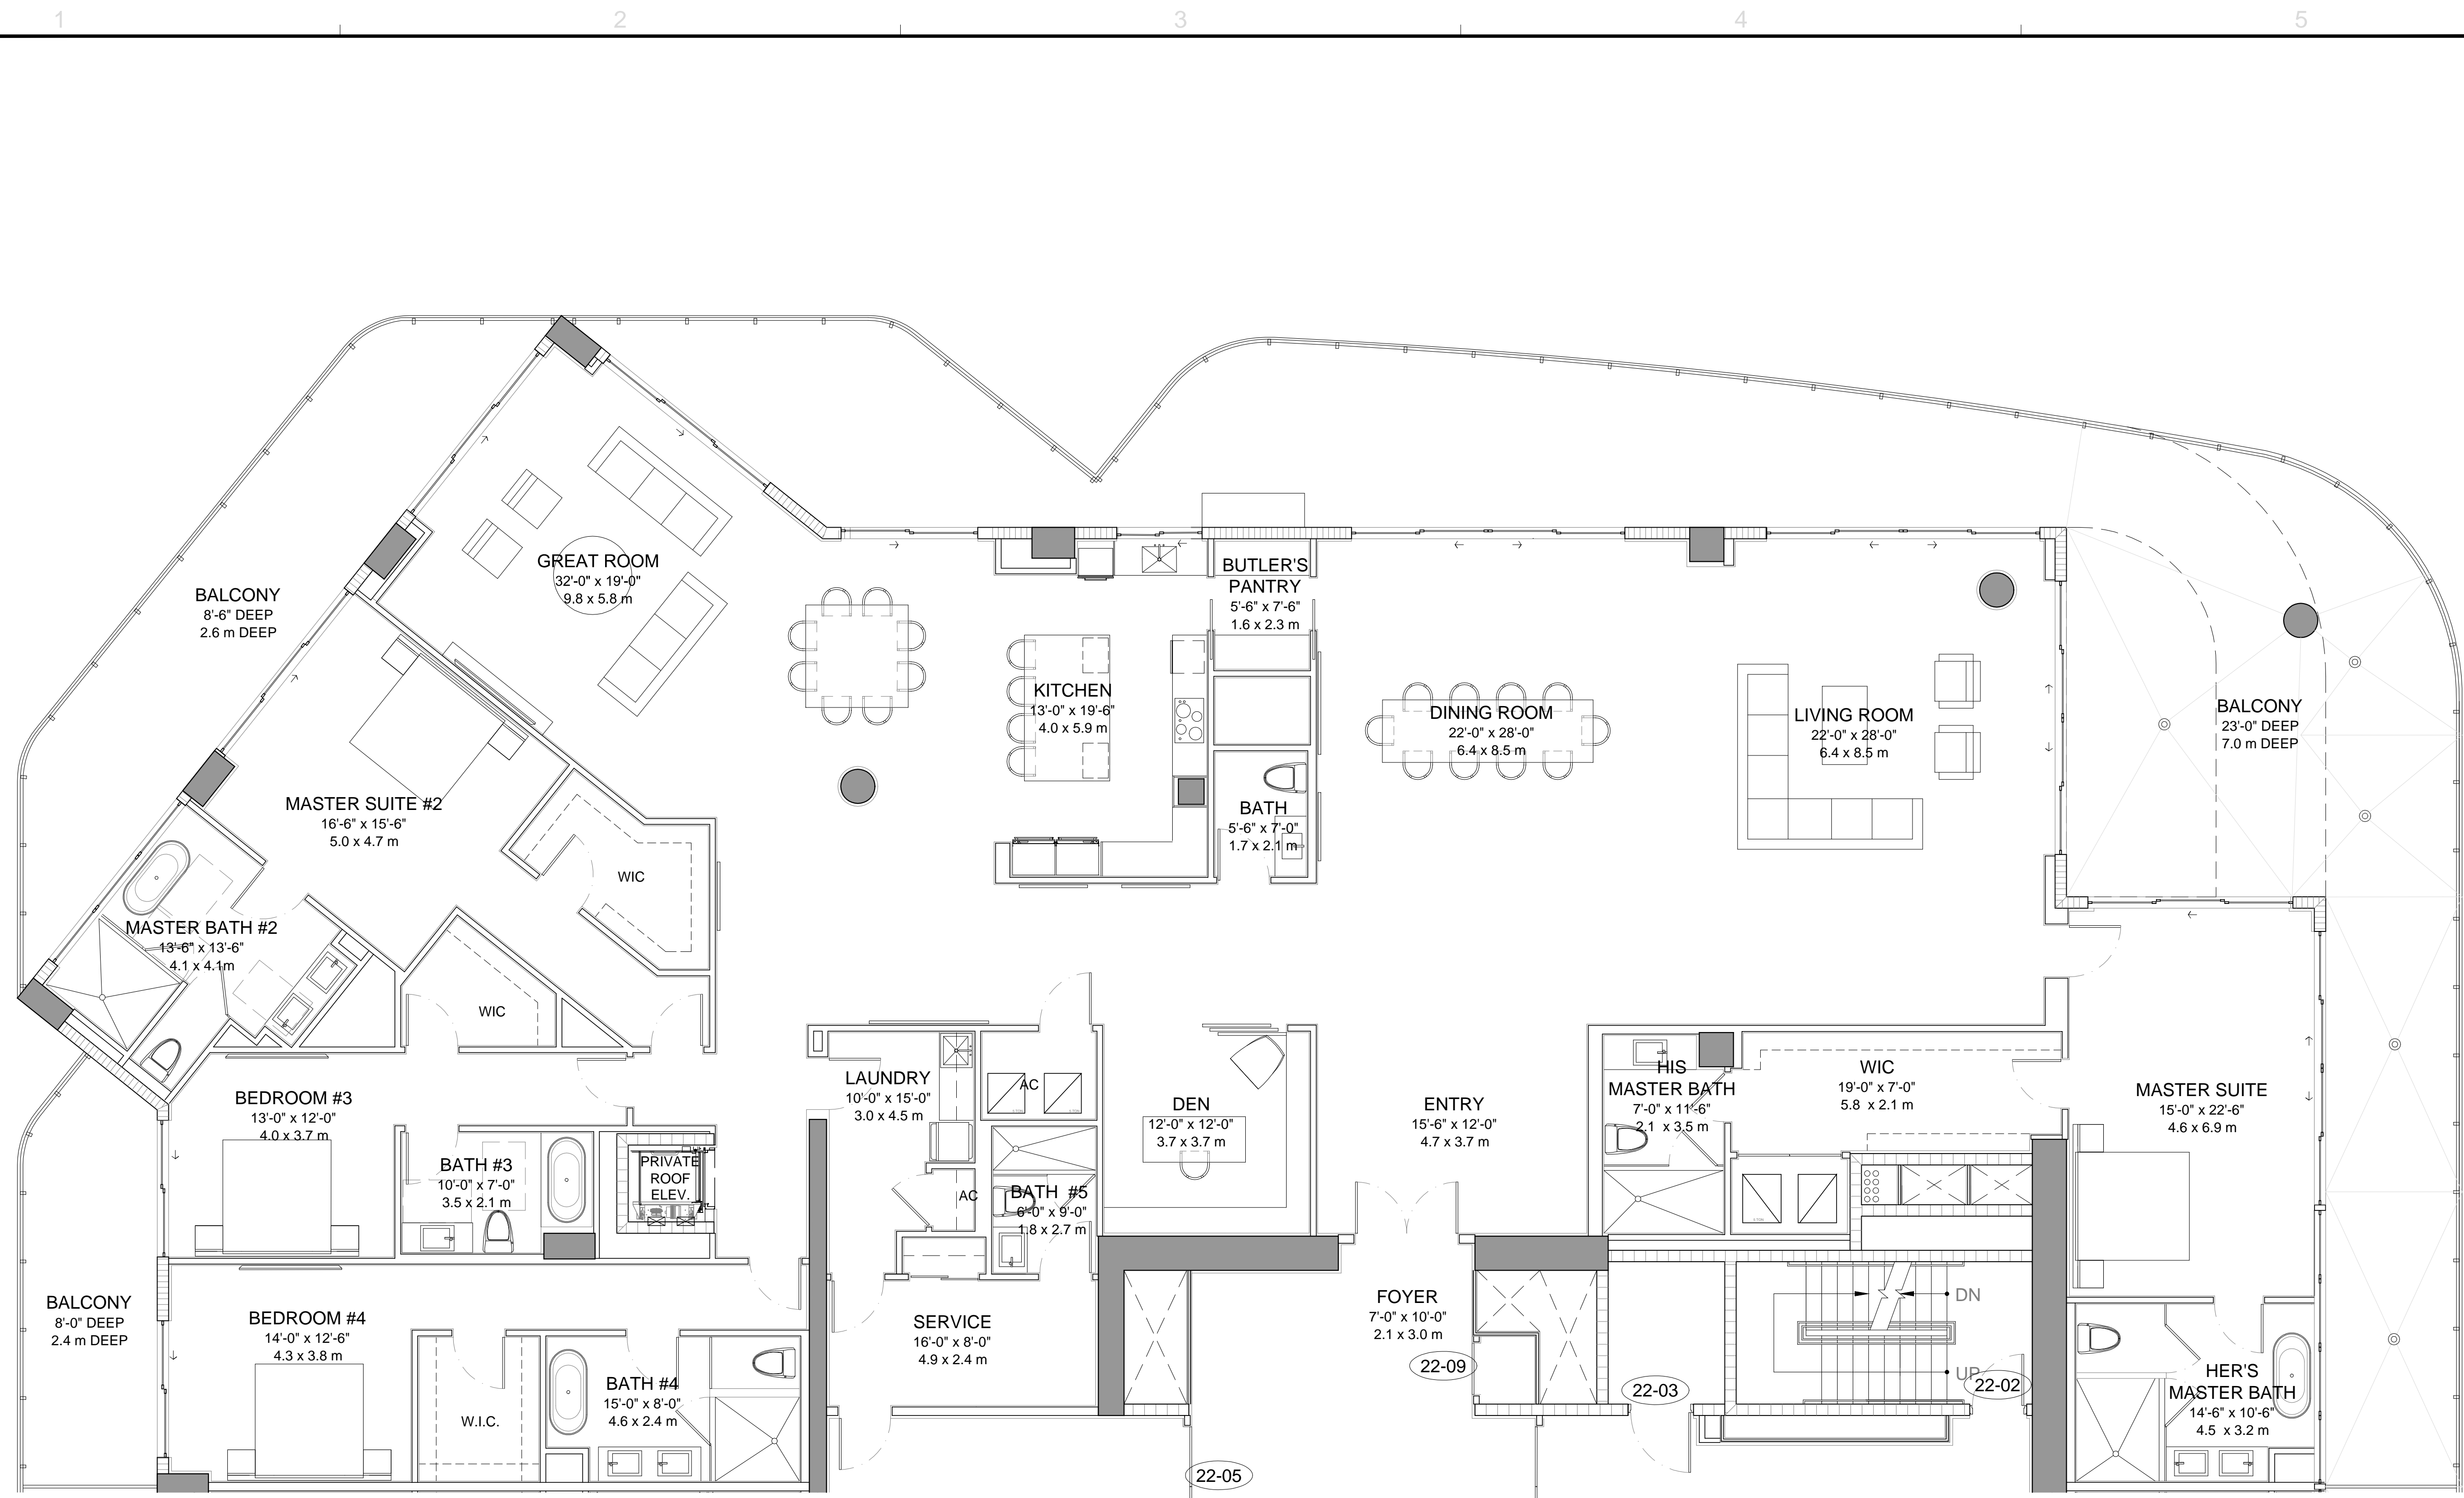 1 2 3 4 5
GREAT ROOM
32'-0" x 19'-0"
9.8 x 5.8 m
BUTLER'S
PANTRY
5'-6" x 7'-6"
1.6 x 2.3 m
BALCONY
8'-6" DEEP
2.6 m DEEP
KITCHEN
13'-0" x 19'-6"
4.0 x 5.9 m
DINING ROOM
22'-0" x 28'-0"
6.4 x 8.5 m
LIVING ROOM
22'-0" x 28'-0"
6.4 x 8.5 m
BALCONY
23'-0" DEEP
7.0 m DEEP
MASTER SUITE #2
16'-6" x 15'-6"
5.0 x 4.7 m
BATH
5'-6" x 7'-0"
1.7 x 2.1 m
WIC
MASTER BATH #2
13'-6" x 13'-6"
4.1 x 4.1m
WIC
BEDROOM #3
13'-0" x 12'-0"
4.0 x 3.7 m
LAUNDRY
10'-0" x 15'-0"
3.0 x 4.5 m
AC
DEN
12'-0" x 12'-0"
3.7 x 3.7 m
ENTRY
15'-6" x 12'-0"
4.7 x 3.7 m
HIS
MASTER BATH
7'-0" x 11'-6"
2.1 x 3.5 m
WIC
19'-0" x 7'-0"
5.8 x 2.1 m
MASTER SUITE
15'-0" x 22'-6"
4.6 x 6.9 m
BATH #3
10'-0" x 7'-0"
3.5 x 2.1 m
PRIVATE
ROOF
ELEV.
AC
BATH #5
6'-0" x 9'-0"
1.8 x 2.7 m
BALCONY
8'-0" DEEP
2.4 m DEEP
BEDROOM #4
14'-0" x 12'-6"
4.3 x 3.8 m
SERVICE
16'-0" x 8'-0"
4.9 x 2.4 m
FOYER
7'-0" x 10'-0"
2.1 x 3.0 m
DN
UP
22-09
22-03
22-02
W.I.C.
BATH #4
15'-0" x 8'-0"
4.6 x 2.4 m
HER'S
MASTER BATH
14'-6" x 10'-6"
4.5 x 3.2 m
22-05